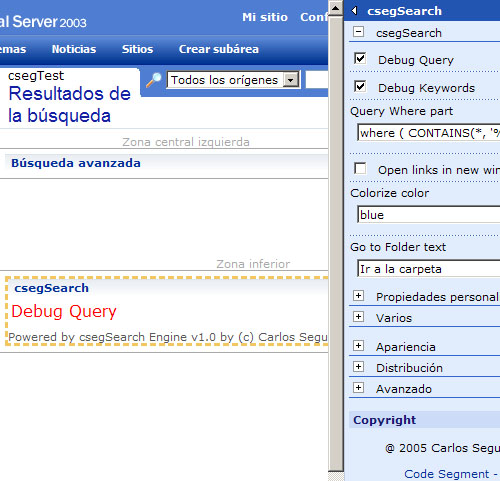 al Server 2003
Mi sitio
emas Noticias Sitios Crear subárea
csegTest
Resultados de
la búsqueda
Todos los orígenes
Zona central izquierda
Búsqueda avanzada
Zona inferior
csegSearch
Debug Query
Powered by csegSearch Engine v1.0 by (c) Carlos Segu
csegSearch
csegSearch
Debug Query
Debug Keywords
Query Where part
where ( CONTAINS(*, '%
Open links in new win
Colorize color
blue
Go to Folder text
Ir a la carpeta
Propiedades personal
Varios
Apariencia
Distribución
Avanzado
Copyright
@ 2005 Carlos Segu
Code Segment -